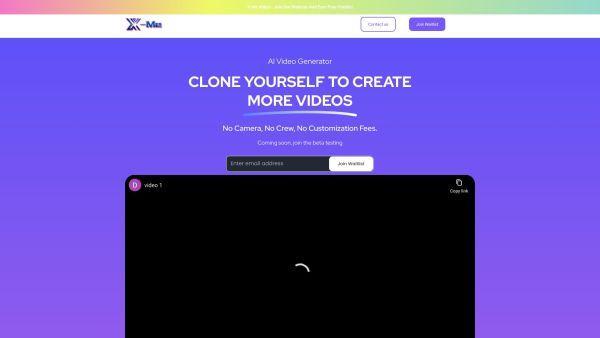 X-Me
Contact us
Join Waitlist
AI Video Generator
CLONE YOURSELF TO CREATE
MORE VIDEOS
No Camera, No Crew, No Customization Fees.
Coming soon, join the beta testing
Enter email address
Join Waitlist
D
video 1
Copy link